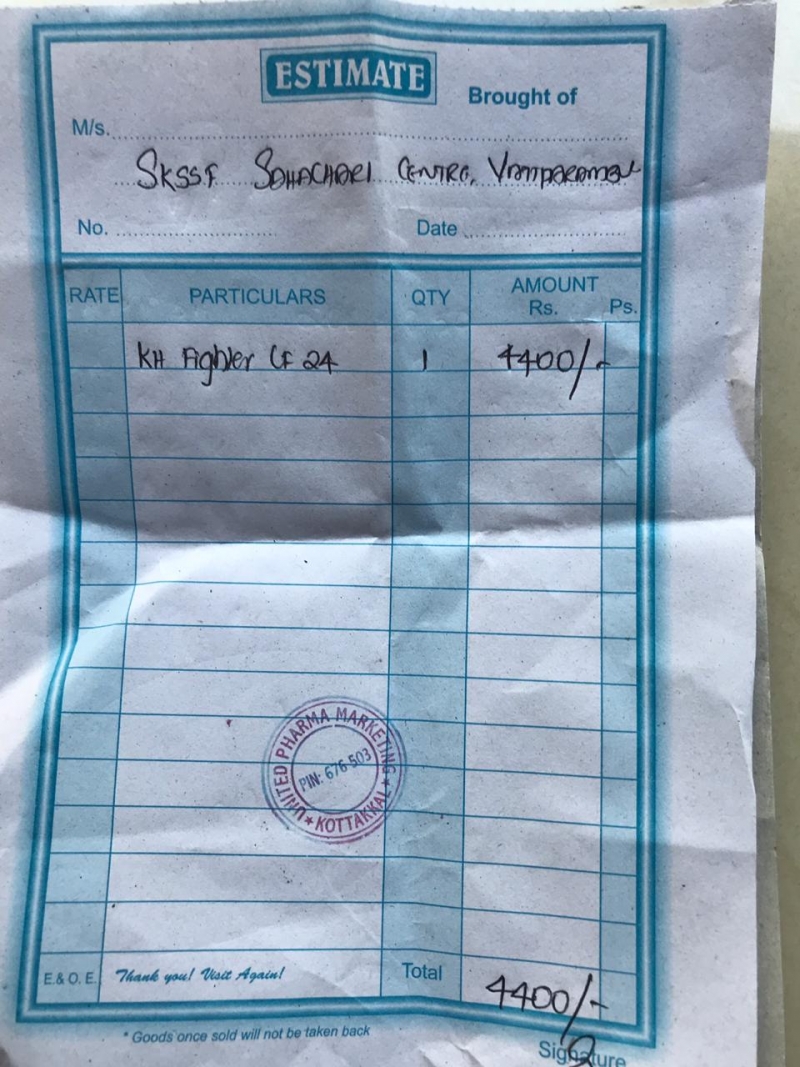 ESTIMATE
Brought of
M/s.
SKSSF SAHACHARI CENTRE,
No. Date
RATE PARTICULARS QTY AMOUNT Rs. Ps.
KH Fighter CF 24 1 4400/-
UNITED PHARMA MARKETING
PIN: 676 503
* KOTTAKKAL *
E.& O. E. Thank you! Visit Again! Total 4400/-
* Goods once sold will not be taken back
Signature